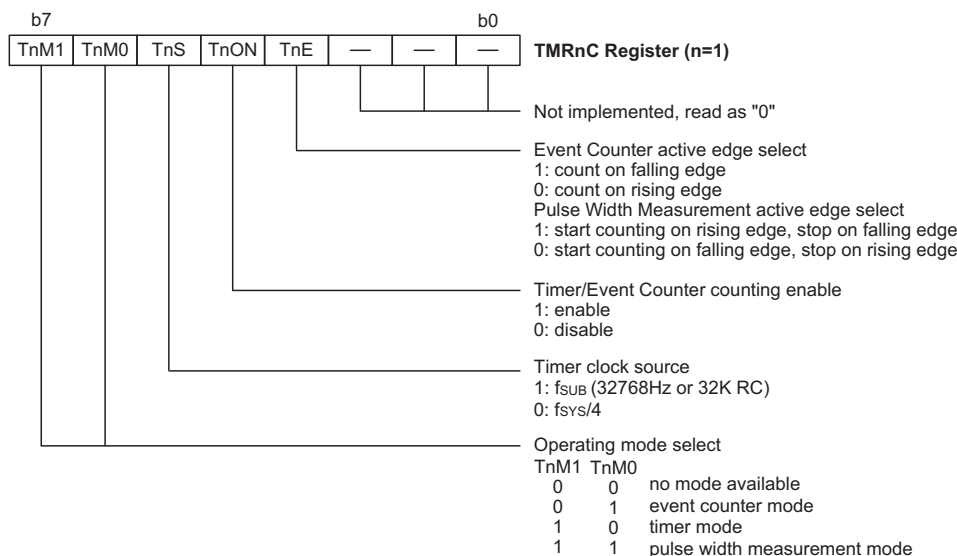 b7 b0
TnM1 TnM0 TnS TnON TnE — — — TMRnC Register (n=1)
Not implemented, read as "0"
Event Counter active edge select
1: count on falling edge
0: count on rising edge
Pulse Width Measurement active edge select
1: start counting on rising edge, stop on falling edge
0: start counting on falling edge, stop on rising edge
Timer/Event Counter counting enable
1: enable
0: disable
Timer clock source
1: fSUB (32768Hz or 32K RC)
0: fSYS/4
Operating mode select
TnM1 TnM0
0 0 no mode available
0 1 event counter mode
1 0 timer mode
1 1 pulse width measurement mode